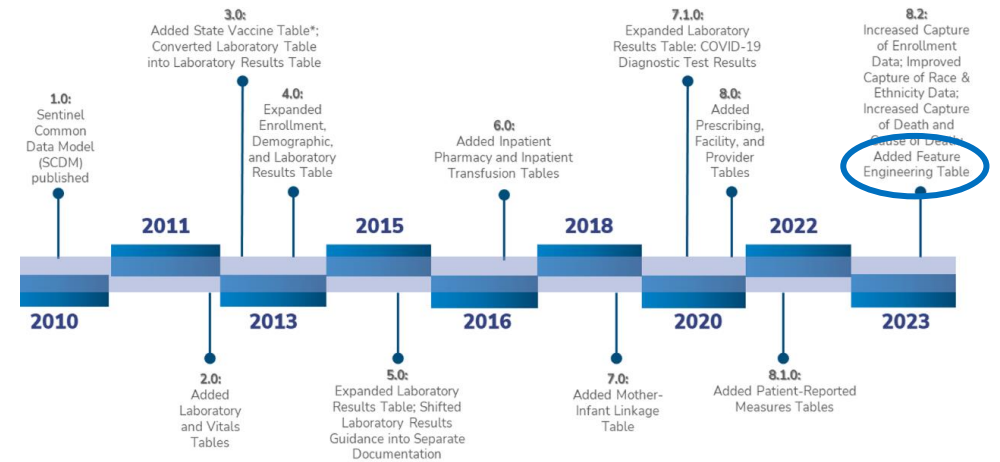 3.0:
Added State Vaccine Table*;
Converted Laboratory Table
into Laboratory Results Table
7.1.0:
Expanded Laboratory
Results Table: COVID-19
Diagnostic Test Results
8.2:
Increased Capture
of Enrollment
Data; Improved
Capture of Race &
Ethnicity Data;
Increased Capture
of Death and
Cause of Death;
Added Feature
Engineering Table
1.0:
Sentinel
Common
Data Model
(SCDM)
published
4.0:
Expanded
Enrollment,
Demographic,
and Laboratory
Results Table
6.0:
Added Inpatient
Pharmacy and Inpatient
Transfusion Tables
8.0:
Added
Prescribing,
Facility, and
Provider
Tables
2011
2015
2018
2022
2010
2013
2016
2020
2023
2.0:
Added
Laboratory
and Vitals
Tables
5.0:
Expanded Laboratory
Results Table; Shifted
Laboratory Results
Guidance into Separate
Documentation
7.0:
Added Mother-
Infant Linkage
Table
8.1.0:
Added Patient-Reported
Measures Tables